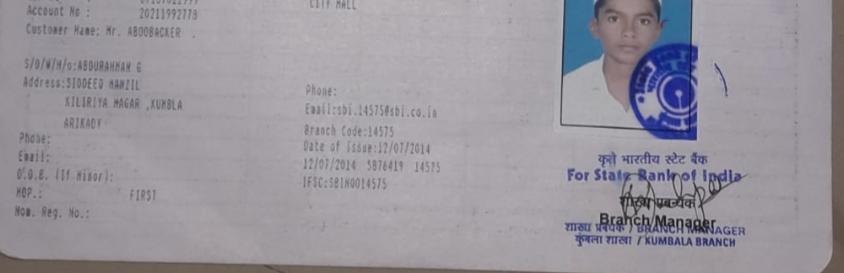 Account No : 20211992778
Customer Name: Mr. ABOOBACKER .
S/D/W/H/o:ABDURAHMAN G
Address:SIDDEEQ MANZIL
KILIRIYA NAGAR ,KUMBLA
ARIKADY
Phone:
Email:
D.O.B. (If Minor):
MOP.: FIRST
Nom. Reg. No.:
CITY MALL
Phone:
Email:sbi.14575@sbi.co.in
Branch Code:14575
Date of Issue:12/07/2014
12/07/2014 5876419 14575
IFSC:SBIN0014575
कृते भारतीय स्टेट बैंक
For State Bank of India
शाखा प्रबन्धक
Branch Manager
शाखा प्रबंधक / BRANCH MANAGER
कुंबला शाखा / KUMBALA BRANCH